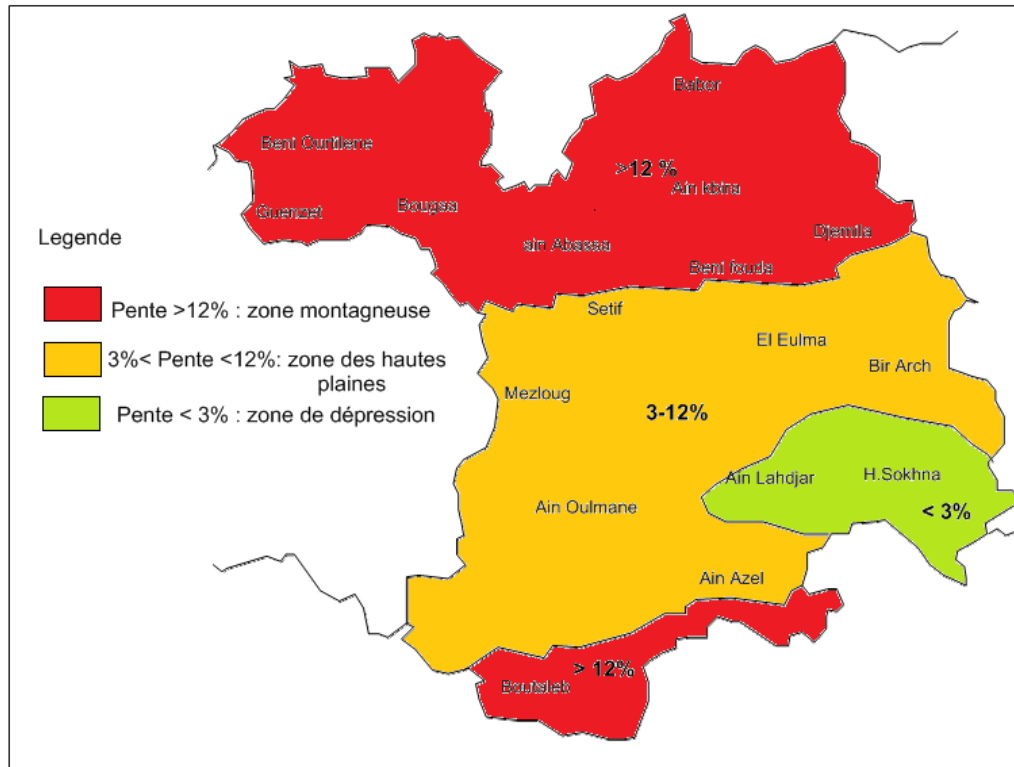 Babor
Beni Ourtilene
>12 %
Ain kbira
Guenzet
Bougaa
Djemila
ain Abassa
Beni fouda
Legende
Pente >12% : zone montagneuse
3%< Pente <12%: zone des hautes
plaines
Pente < 3% : zone de dépression
Setif
El Eulma
Bir Arch
Mezloug
3-12%
Ain Lahdjar
H.Sokhna
Ain Oulmane
< 3%
Ain Azel
> 12%
Boutaleb